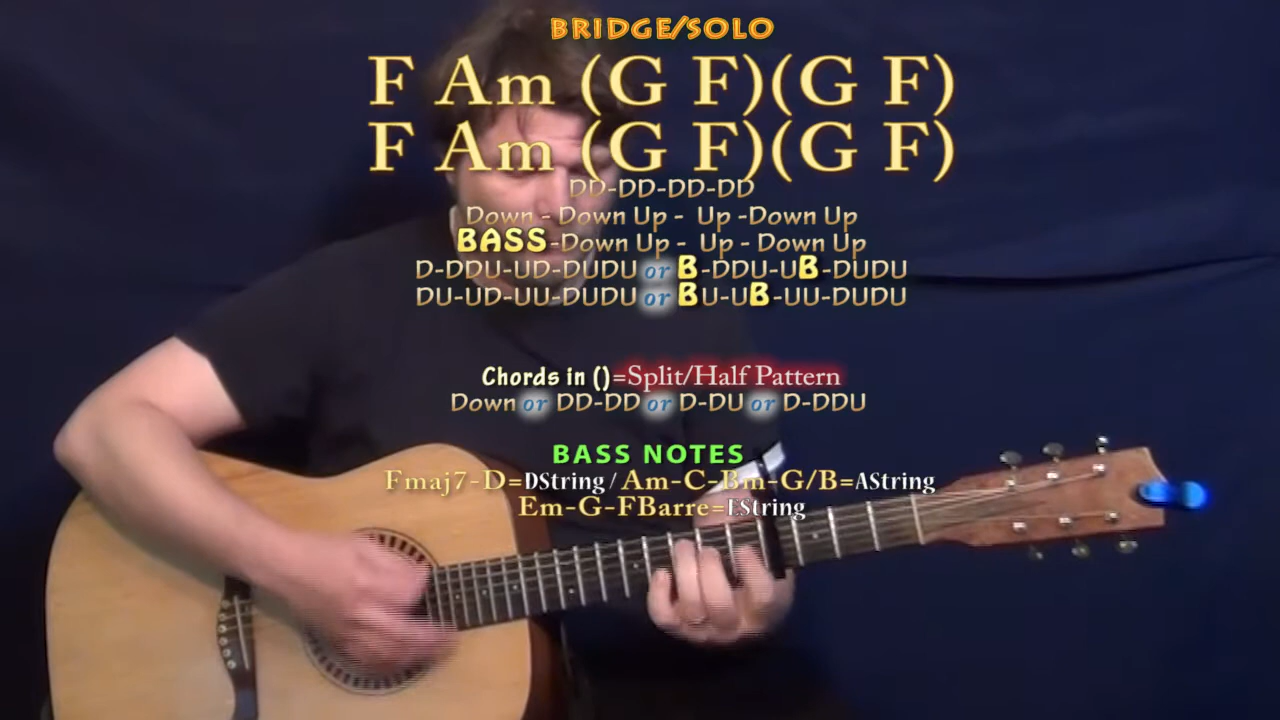 BRIDGE/SOLO
F Am (G F)(G F)
F Am (G F)(G F)
DD-DD-DD-DD
Down - Down Up - Up -Down Up
BASS-Down Up - Up - Down Up
D-DDU-UD-DUDU or B-DDU-UB-DUDU
DU-UD-UU-DUDU or BU-UB-UU-DUDU
Chords in ()=Split/Half Pattern
Down or DD-DD or D-DU or D-DDU
BASS NOTES
Fmaj7-D=DString/Am-C-Bm-G/B=AString
Em-G-FBarre=EString